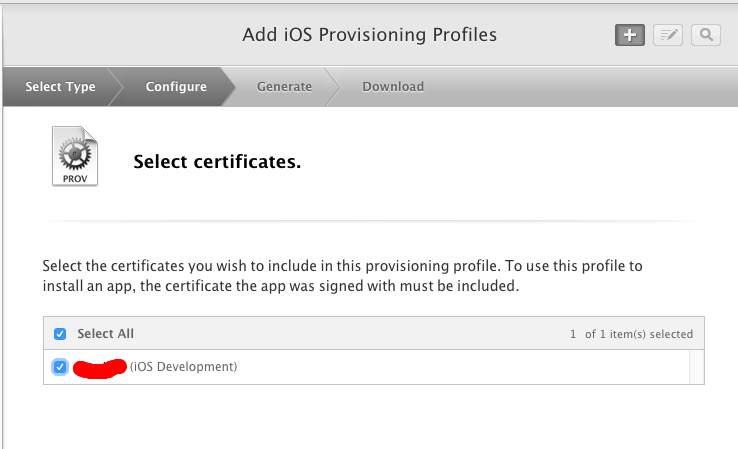 Add iOS Provisioning Profiles
Select Type Configure Generate Download
PROV
Select certificates.
Select the certificates you wish to include in this provisioning profile. To use this profile to
install an app, the certificate the app was signed with must be included.
Select All 1 of 1 item(s) selected
(iOS Development)